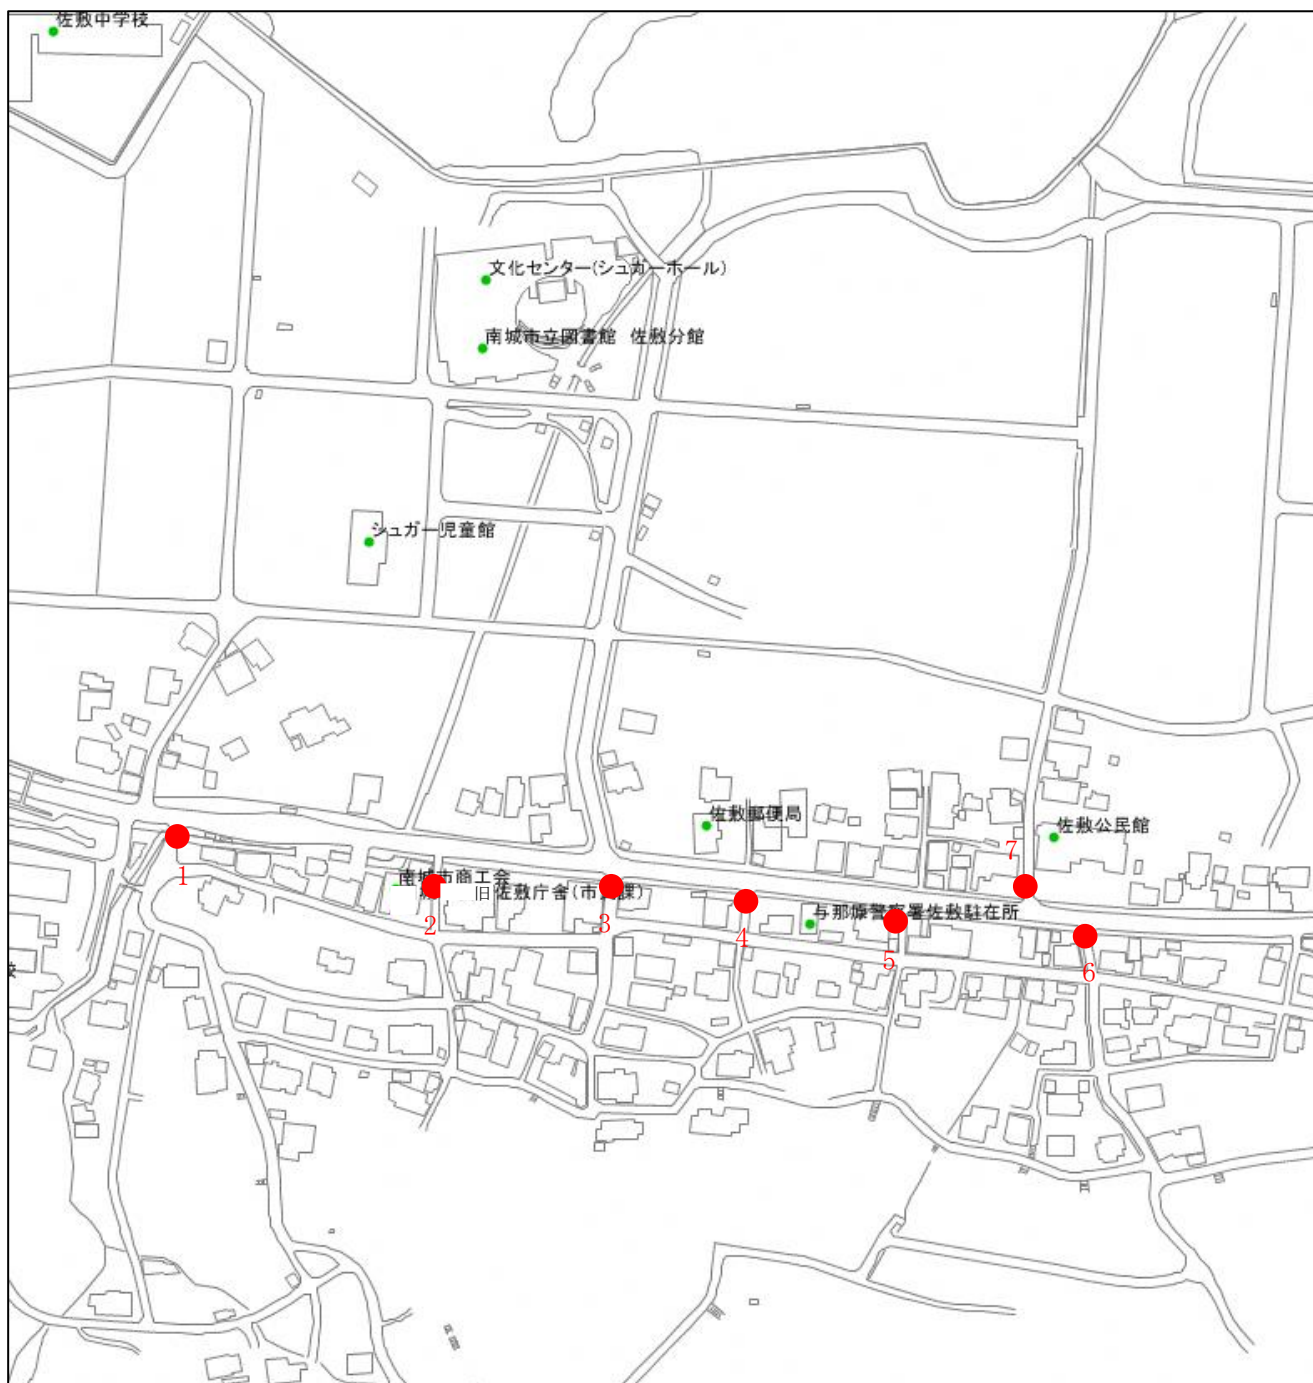 佐敷中学校
文化センター(シュガーホール)
南城市立図書館 佐敷分館
シュガー児童館
佐敷郵便局
佐敷公民館
7
1
南城市商工会
旧佐敷庁舎(市
課)
2
3
4
与那原警察署佐敷駐在所
5
6
校